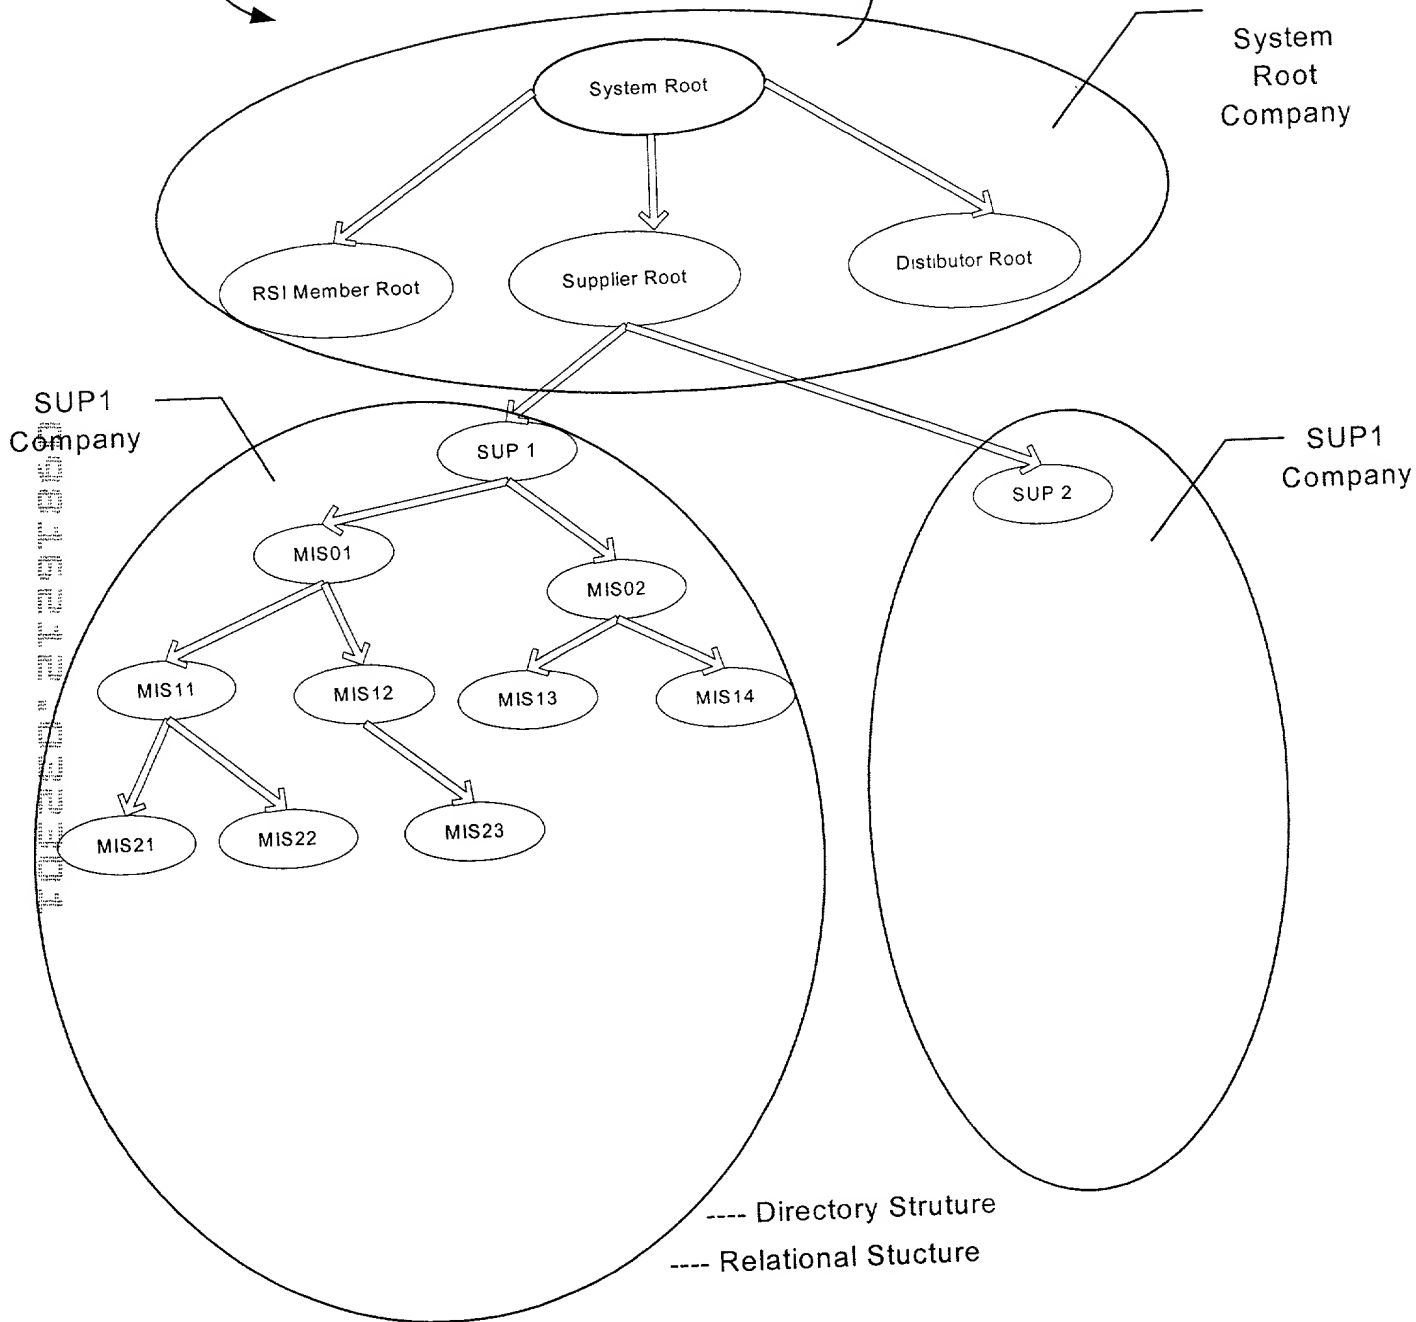 System
Root
Company
System Root
RSI Member Root
Supplier Root
Distibutor Root
SUP1
Company
SUP 1
SUP1
Company
SUP 2
MIS01
MIS02
MIS11
MIS12
MIS13
MIS14
MIS21
MIS22
MIS23
---- Directory Struture
---- Relational Stucture